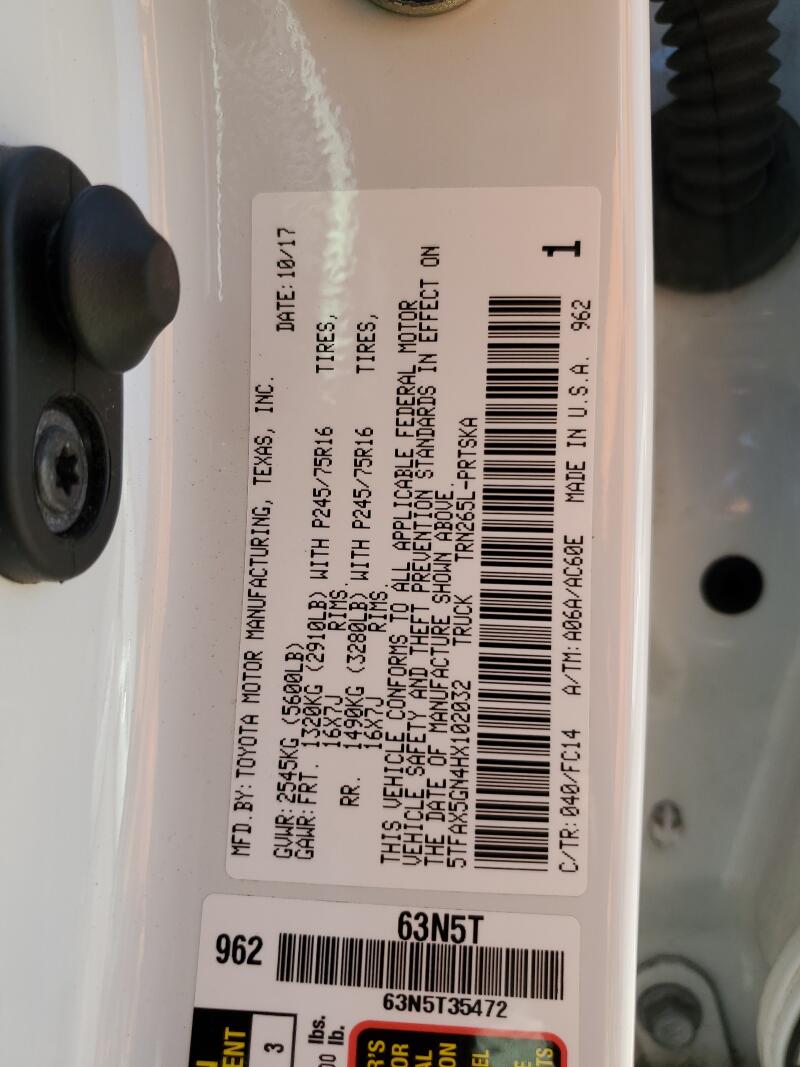 MFD.BY:TOYOTA MOTOR MANUFACTURING, TEXAS, INC.
DATE:10/17
GVWR:2545KG (5600LB)
GAWR:FRT. 1320KG (2910LB) WITH P245/75R16 TIRES,
16X7J RIMS.
RR. 1490KG (3280LB) WITH P245/75R16 TIRES,
16X7J RIMS.
THIS VEHICLE CONFORMS TO ALL APPLICABLE FEDERAL MOTOR
VEHICLE SAFETY AND THEFT PREVENTION STANDARDS IN EFFECT ON
THE DATE OF MANUFACTURE SHOWN ABOVE.
5TFAX5GN4HX102032 TRUCK TRN265L-PRTSKA
1
C/TR:040/FC14 A/TM:A06A/AC60E MADE IN U.S.A. 962
962
63N5T
63N5T35472
3
lbs.
lb.